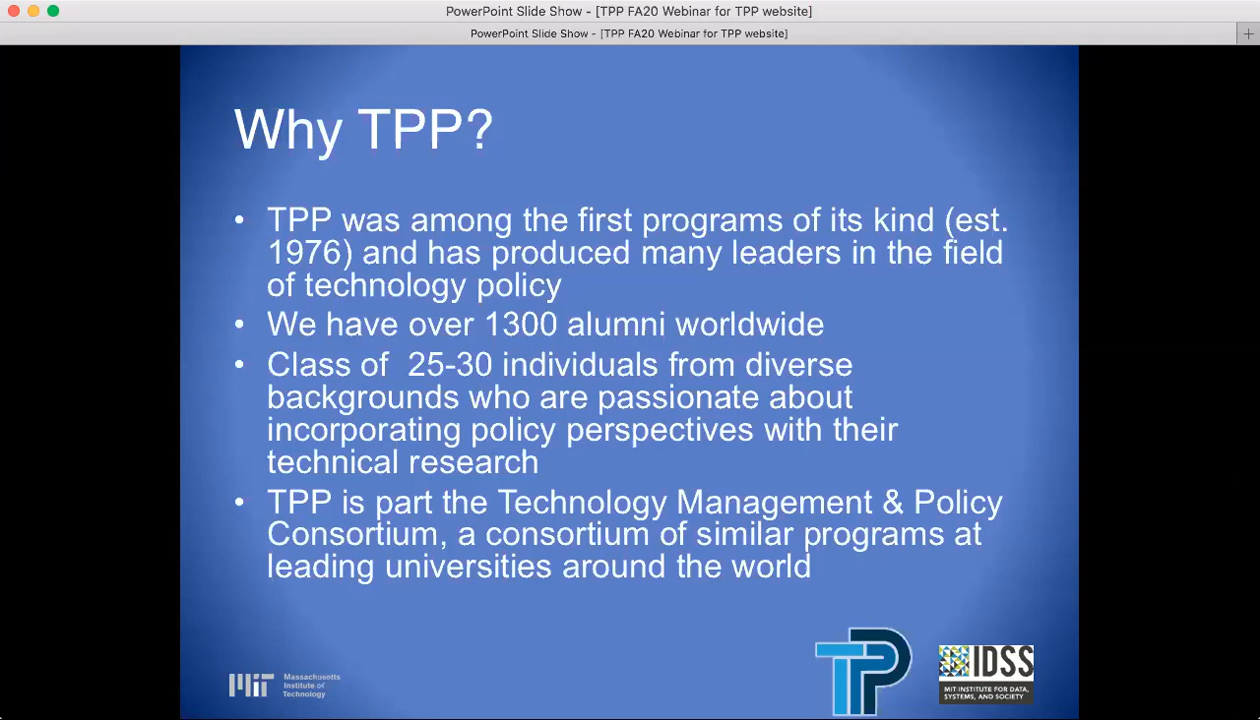 PowerPoint Slide Show - [TPP FA20 Webinar for TPP website]
PowerPoint Slide Show - [TPP FA20 Webinar for TPP website]
Why TPP?
• TPP was among the first programs of its kind (est.
1976) and has produced many leaders in the field
of technology policy
• We have over 1300 alumni worldwide
• Class of  25-30 individuals from diverse
backgrounds who are passionate about
incorporating policy perspectives with their
technical research
• TPP is part the Technology Management & Policy
Consortium, a consortium of similar programs at
leading universities around the world
MIT
Massachusetts
Institute of
Technology
TPP
IDSS
MIT INSTITUTE FOR DATA,
SYSTEMS, AND SOCIETY